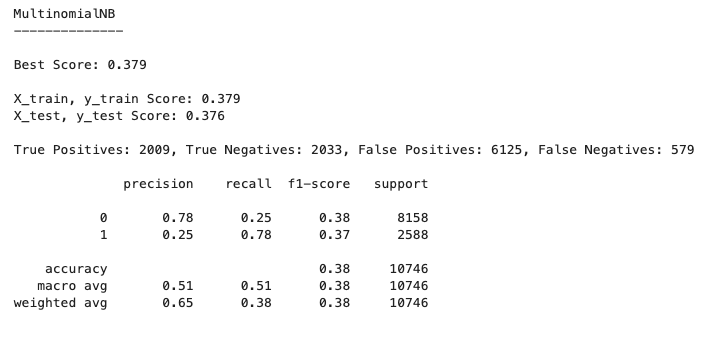 MultinomialNB
--------------
Best Score: 0.379
X_train, y_train Score: 0.379
X_test, y_test Score: 0.376
True Positives: 2009, True Negatives: 2033, False Positives: 6125, False Negatives: 579
precision recall f1-score support
0 0.78 0.25 0.38 8158
1 0.25 0.78 0.37 2588
accuracy 0.38 10746
macro avg 0.51 0.51 0.38 10746
weighted avg 0.65 0.38 0.38 10746